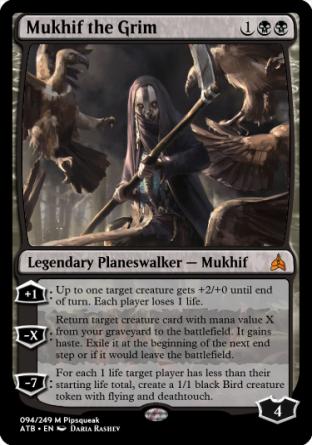 Mukhif the Grim 1
Legendary Planeswalker — Mukhif
+1: Up to one target creature gets +2/+0 until end
of turn. Each player loses 1 life.
Return target creature card with mana value X
-X: from your graveyard to the battlefield. It gains
haste. Exile it at the beginning of the next end
step or if it would leave the battlefield.
For each 1 life target player has less than their
-7: starting life total, create a 1/1 black Bird creature
token with flying and deathtouch.
094/249 M Pipsqueak
ATB • EN Daria Rashev
4